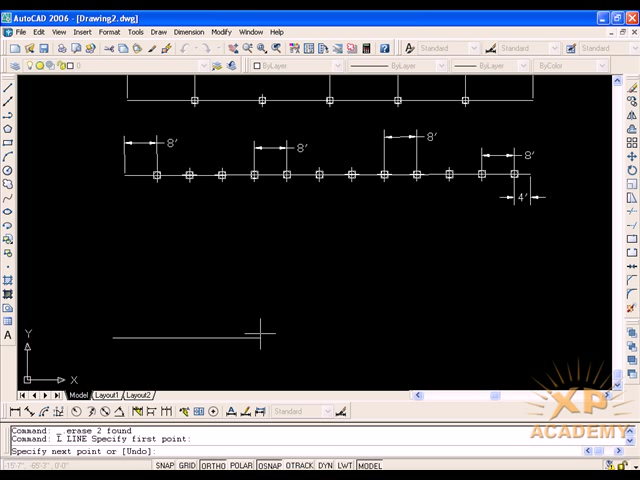 AutoCAD 2006 - [Drawing2.dwg]
File Edit View Insert Format Tools Draw Dimension Modify Window Help
Standard Standard Standard
0 ByLayer ByLayer ByLayer ByColor
8' 8' 8' 8'
4'
Y
X
Model Layout1 Layout2
Standard
XP
ACADEMY
Command: _.erase 2 found
Command: L LINE Specify first point:
Specify next point or [Undo]:
SNAP GRID ORTHO POLAR OSNAP OTRACK DYN LWT MODEL